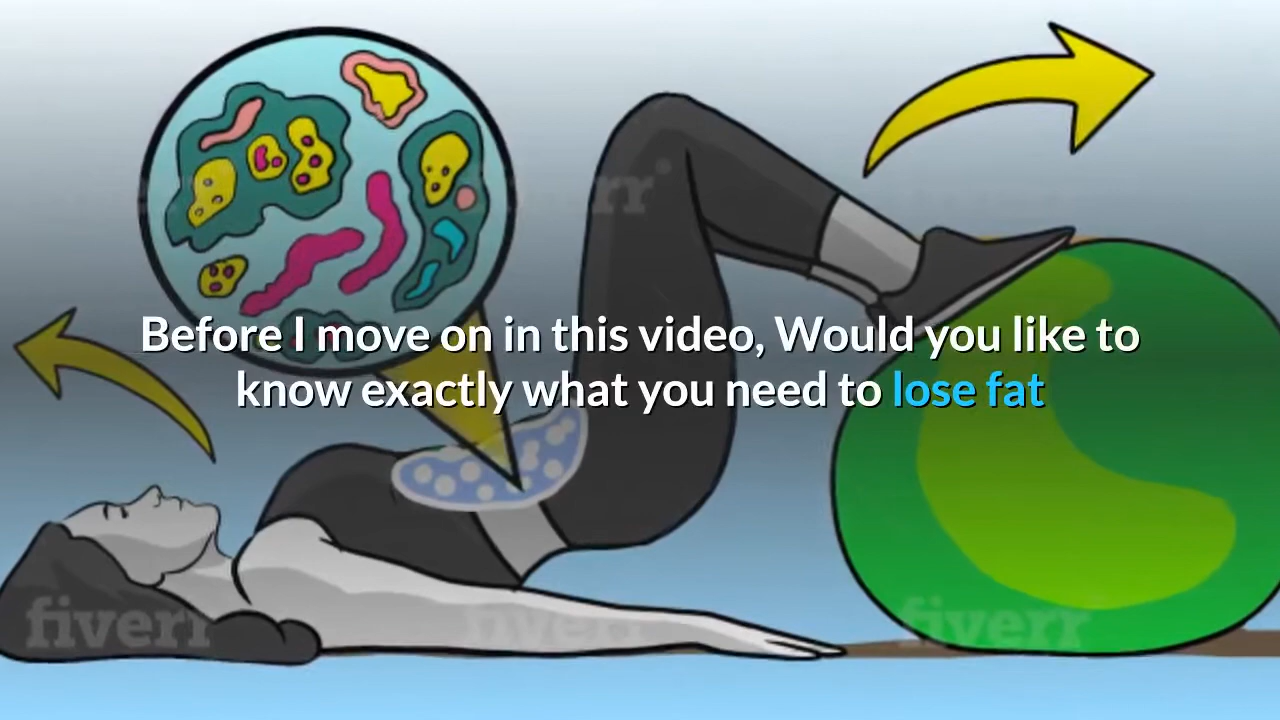 Before I move on in this video, Would you like to
know exactly what you need to lose fat
fiverr
fiverr
fiverr